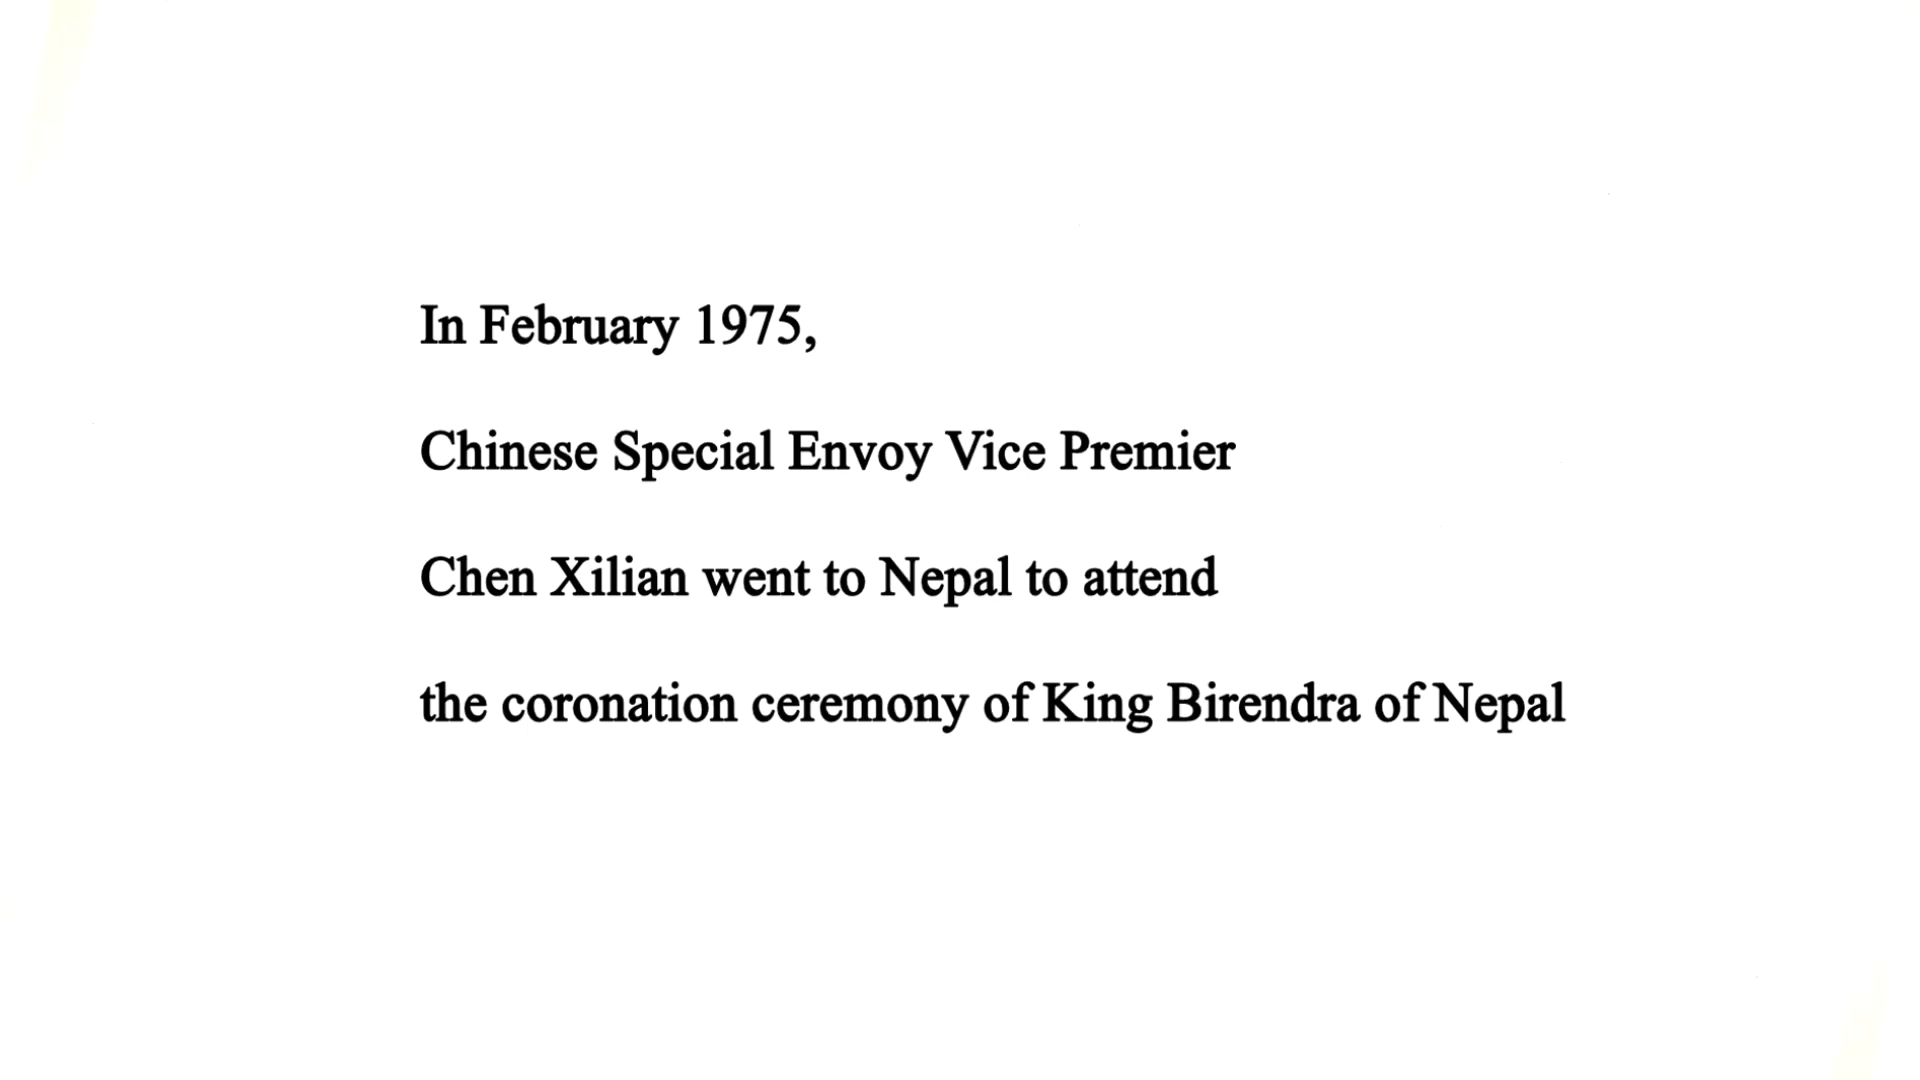 In February 1975,
Chinese Special Envoy Vice Premier
Chen Xilian went to Nepal to attend
the coronation ceremony of King Birendra of Nepal